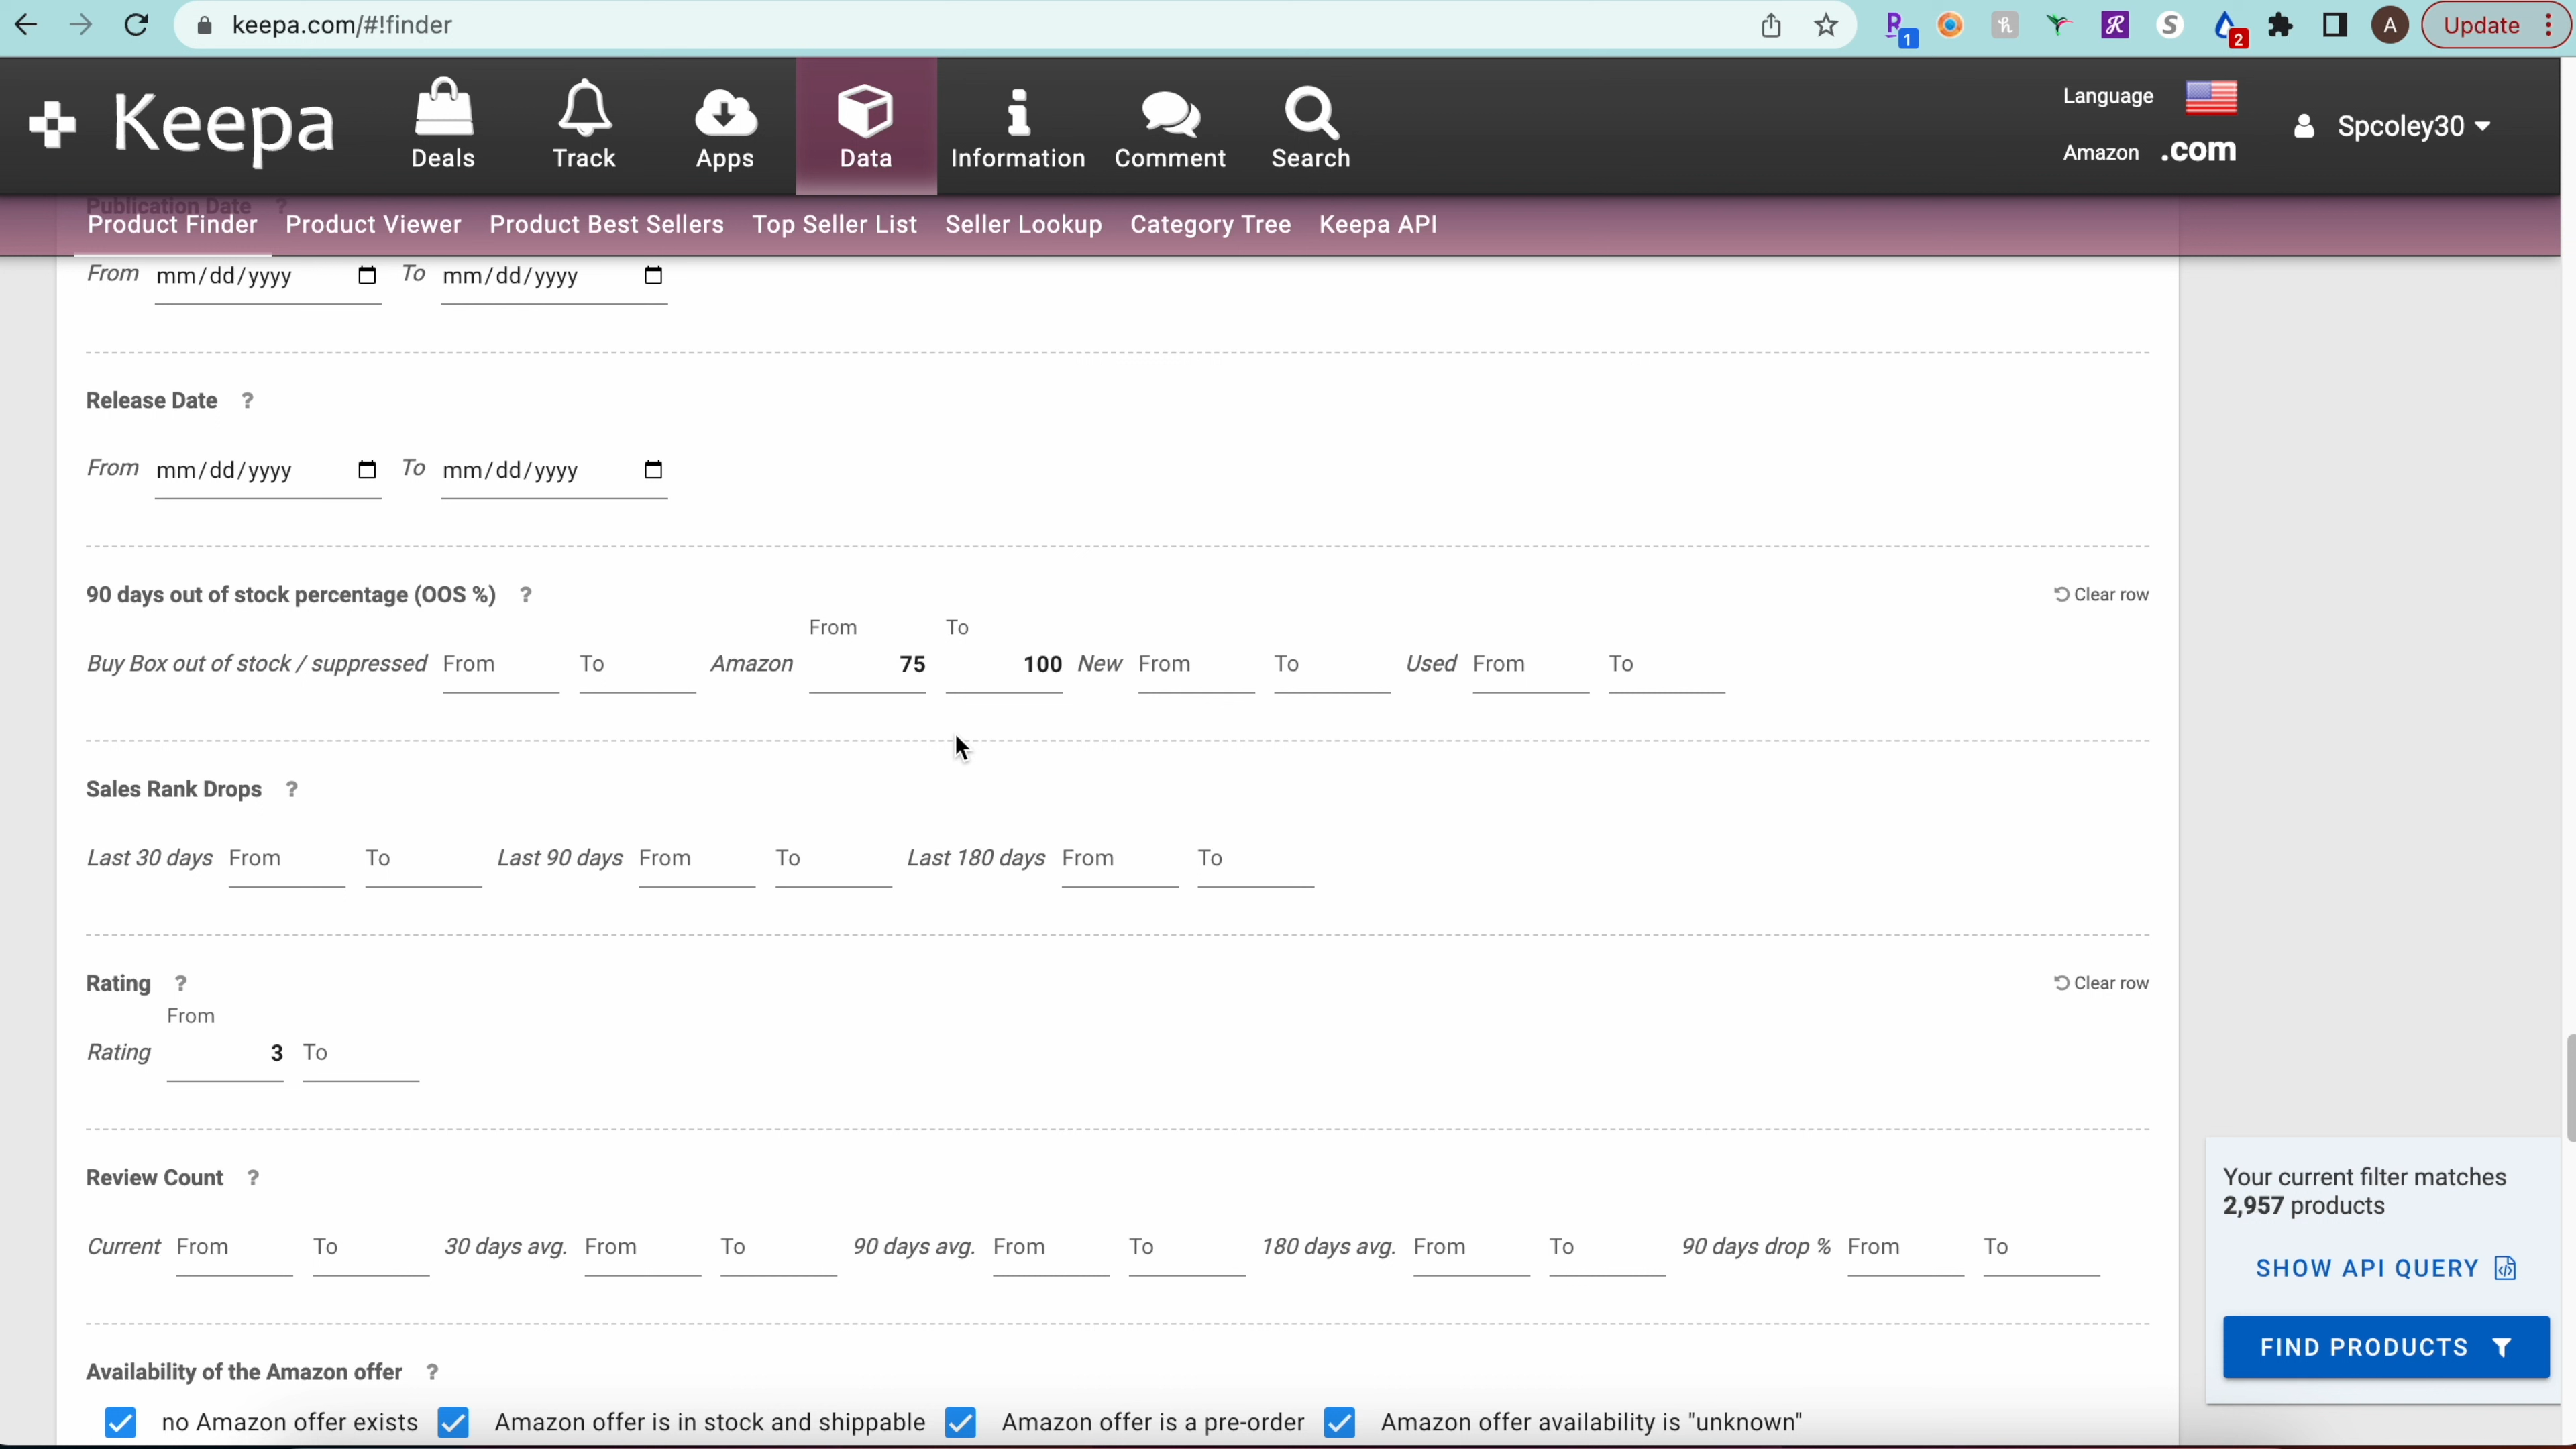 keepa.com/#!finder
1
2
A
Update
Keepa
Deals
Track
Apps
Data
Information
Comment
Search
Language
Amazon .com
Spcoley30
Publication Date ?
Product Finder Product Viewer Product Best Sellers Top Seller List Seller Lookup Category Tree Keepa API
From mm/dd/yyyy To mm/dd/yyyy
Release Date ?
From mm/dd/yyyy To mm/dd/yyyy
90 days out of stock percentage (OOS %) ? Clear row
From To
Buy Box out of stock / suppressed From To Amazon 75 100 New From To Used From To
Sales Rank Drops ?
Last 30 days From To Last 90 days From To Last 180 days From To
Rating ? Clear row
From
Rating 3 To
Review Count ?
Current From To 30 days avg. From To 90 days avg. From To 180 days avg. From To 90 days drop % From To
Availability of the Amazon offer ?
no Amazon offer exists Amazon offer is in stock and shippable Amazon offer is a pre-order Amazon offer availability is "unknown"
Your current filter matches
2,957 products
SHOW API QUERY
FIND PRODUCTS